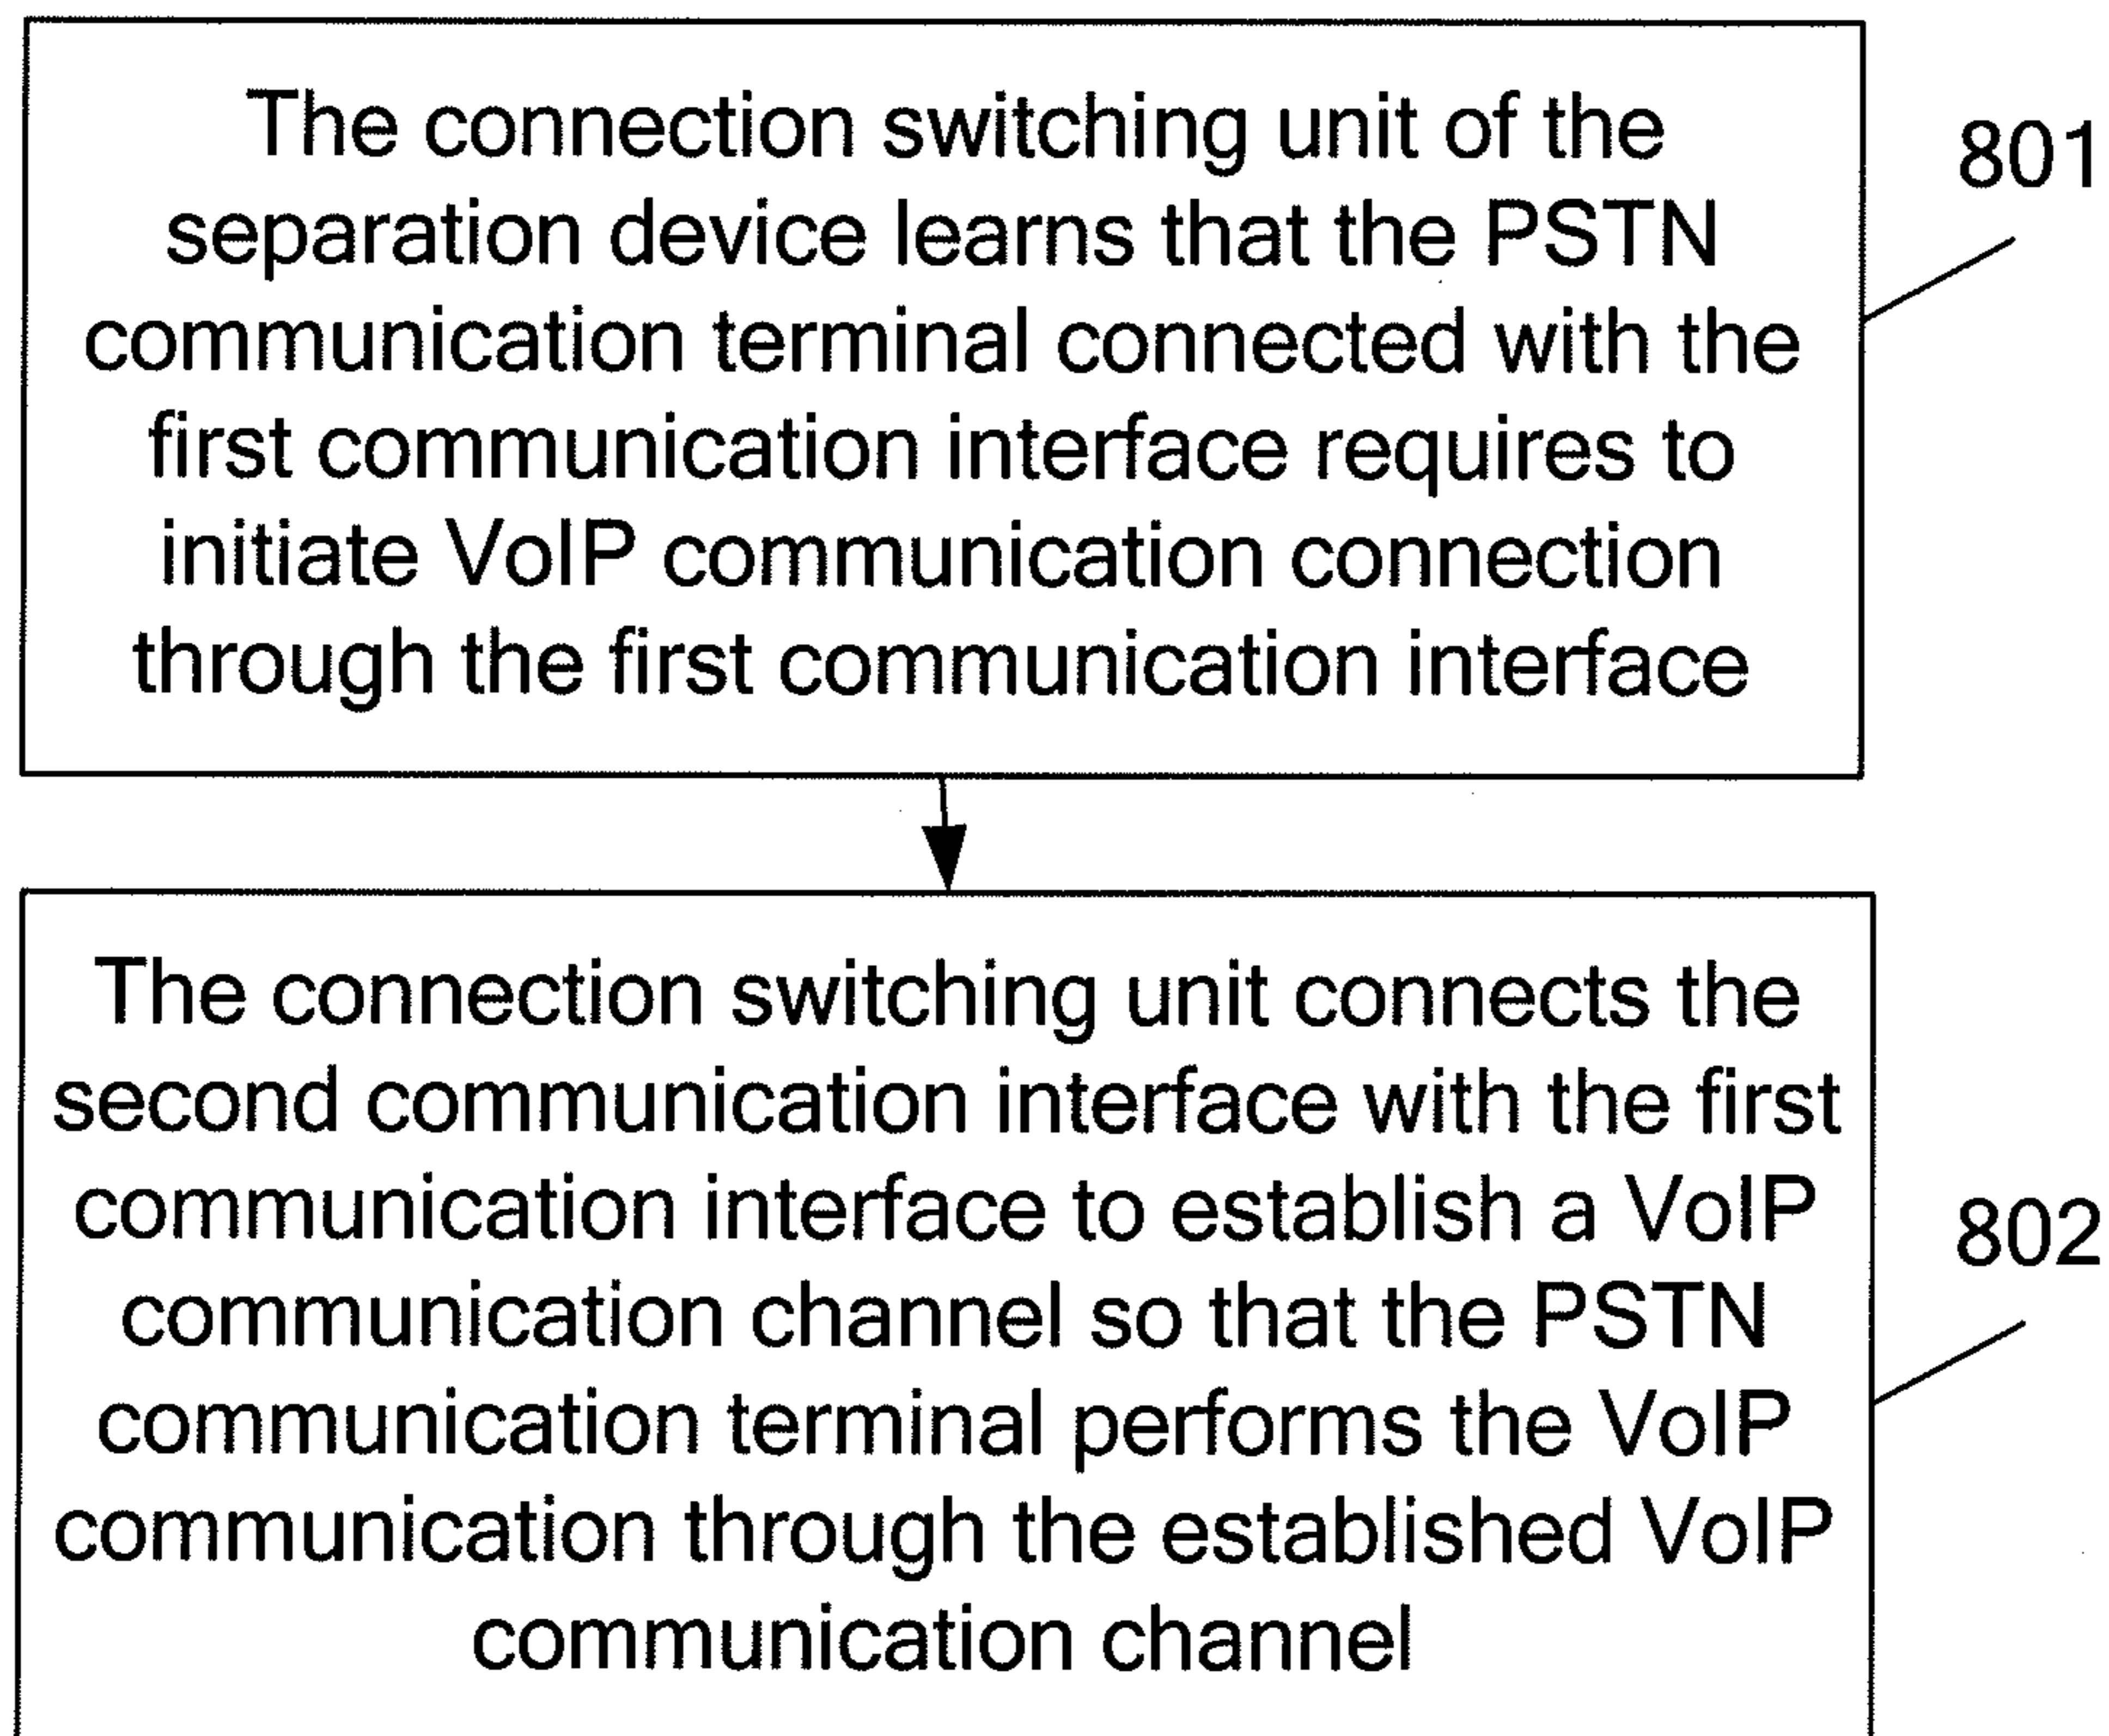 The connection switching unit of the
separation device learns that the PSTN
communication terminal connected with the
first communication interface requires to
initiate VoIP communication connection
through the first communication interface
801
The connection switching unit connects the
second communication interface with the first
communication interface to establish a VoIP
communication channel so that the PSTN
communication terminal performs the VoIP
communication through the established VoIP
communication channel
802